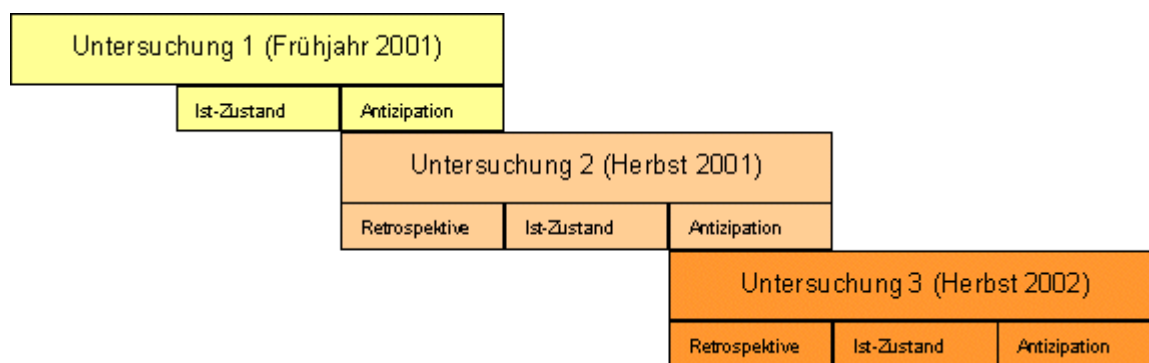 Untersuchung 1 (Frühjahr 2001)
Ist-Zustand Antizipation
Untersuchung 2 (Herbst 2001)
Retrospektive Ist-Zustand Antizipation
Untersuchung 3 (Herbst 2002)
Retrospektive Ist-Zustand Antizipation